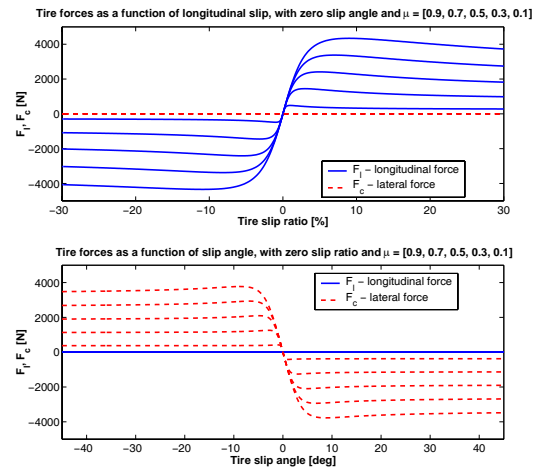 Tire forces as a function of longitudinal slip, with zero slip angle and μ = [0.9, 0.7, 0.5, 0.3, 0.1]
4000
2000
0
−2000
−4000
F_l, F_c [N]
F_l − longitudinal force
F_c − lateral force
−30 −20 −10 0 10 20 30
Tire slip ratio [%]
Tire forces as a function of slip angle, with zero slip ratio and μ = [0.9, 0.7, 0.5, 0.3, 0.1]
4000
2000
0
−2000
−4000
F_l, F_c [N]
F_l − longitudinal force
F_c − lateral force
−40 −30 −20 −10 0 10 20 30 40
Tire slip angle [deg]